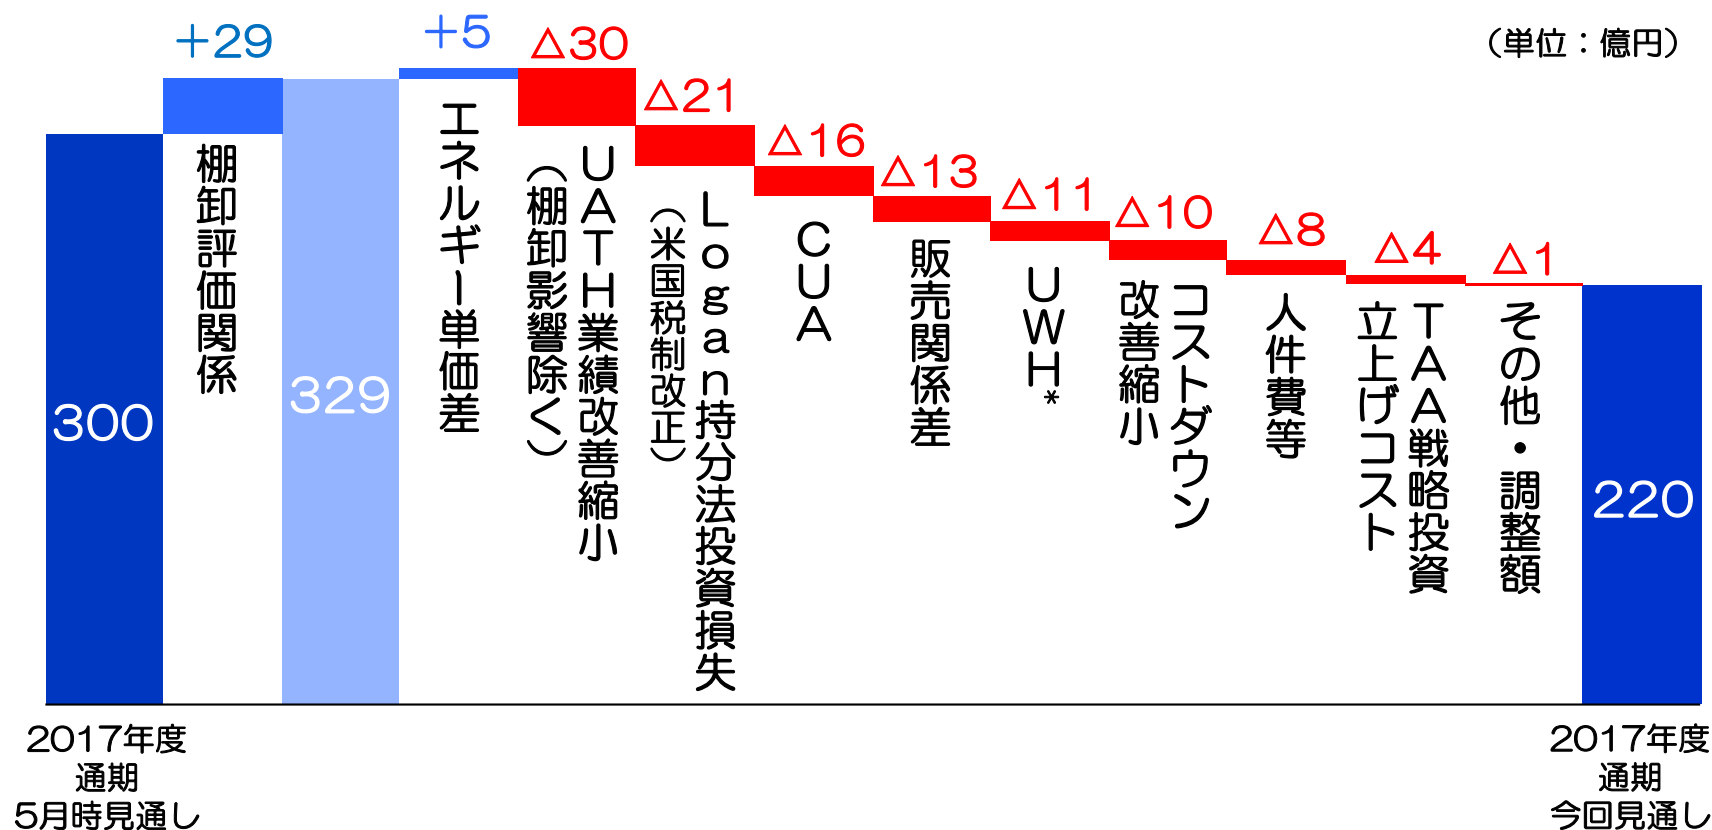 （単位：億円）
300
2017年度
通期
5月時見通し
＋29
棚卸評価関係
329
＋5
エネルギー単価差
△30
ＵＡＴＨ業績改善縮小
（棚卸影響除く）
△21
Ｌｏｇａｎ持分法投資損失
（米国税制改正）
△16
ＣＵＡ
△13
販売関係差
△11
ＵＷＨ*
△10
コストダウン
改善縮小
△8
人件費等
△4
ＴＡＡ戦略投資
立上げコスト
△1
その他・調整額
220
2017年度
通期
今回見通し